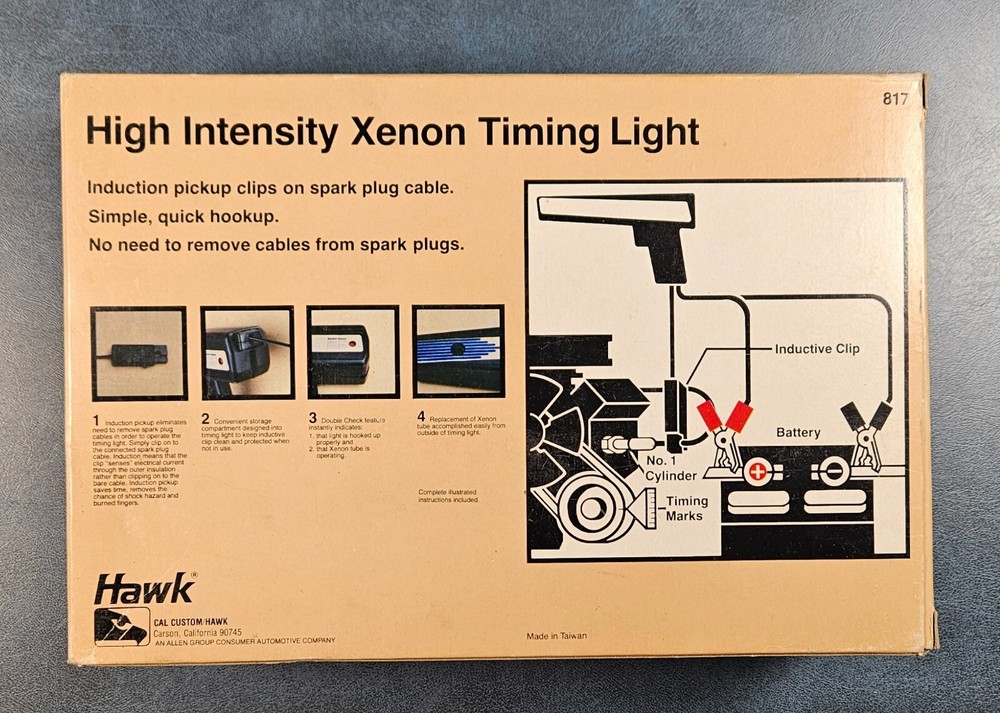 817
High Intensity Xenon Timing Light
Induction pickup clips on spark plug cable.
Simple, quick hookup.
No need to remove cables from spark plugs.
1 Induction pickup eliminates
need to remove spark plug
cables in order to operate the
timing light. Simply clip on to
the connected spark plug
cable. Induction means that the
clip "senses" electrical current
through the outer insulation
rather than clipping on to the
bare cable. Induction pickup
saves time, removes the
chance of shock hazard and
burned fingers.
2 Convenient storage
compartment designed into
timing light to keep inductive
clip clean and protected when
not in use.
3 Double Check feature
instantly indicates:
1. that light is hooked up
properly and
2. that Xenon tube is
operating.
4 Replacement of Xenon
tube accomplished easily from
outside of timing light.
Complete illustrated
instructions included.
Inductive Clip
Battery
No. 1
Cylinder
Timing
Marks
+
−
Hawk®
CAL CUSTOM/HAWK
Carson, California 90745
AN ALLEN GROUP CONSUMER AUTOMOTIVE COMPANY
Made in Taiwan